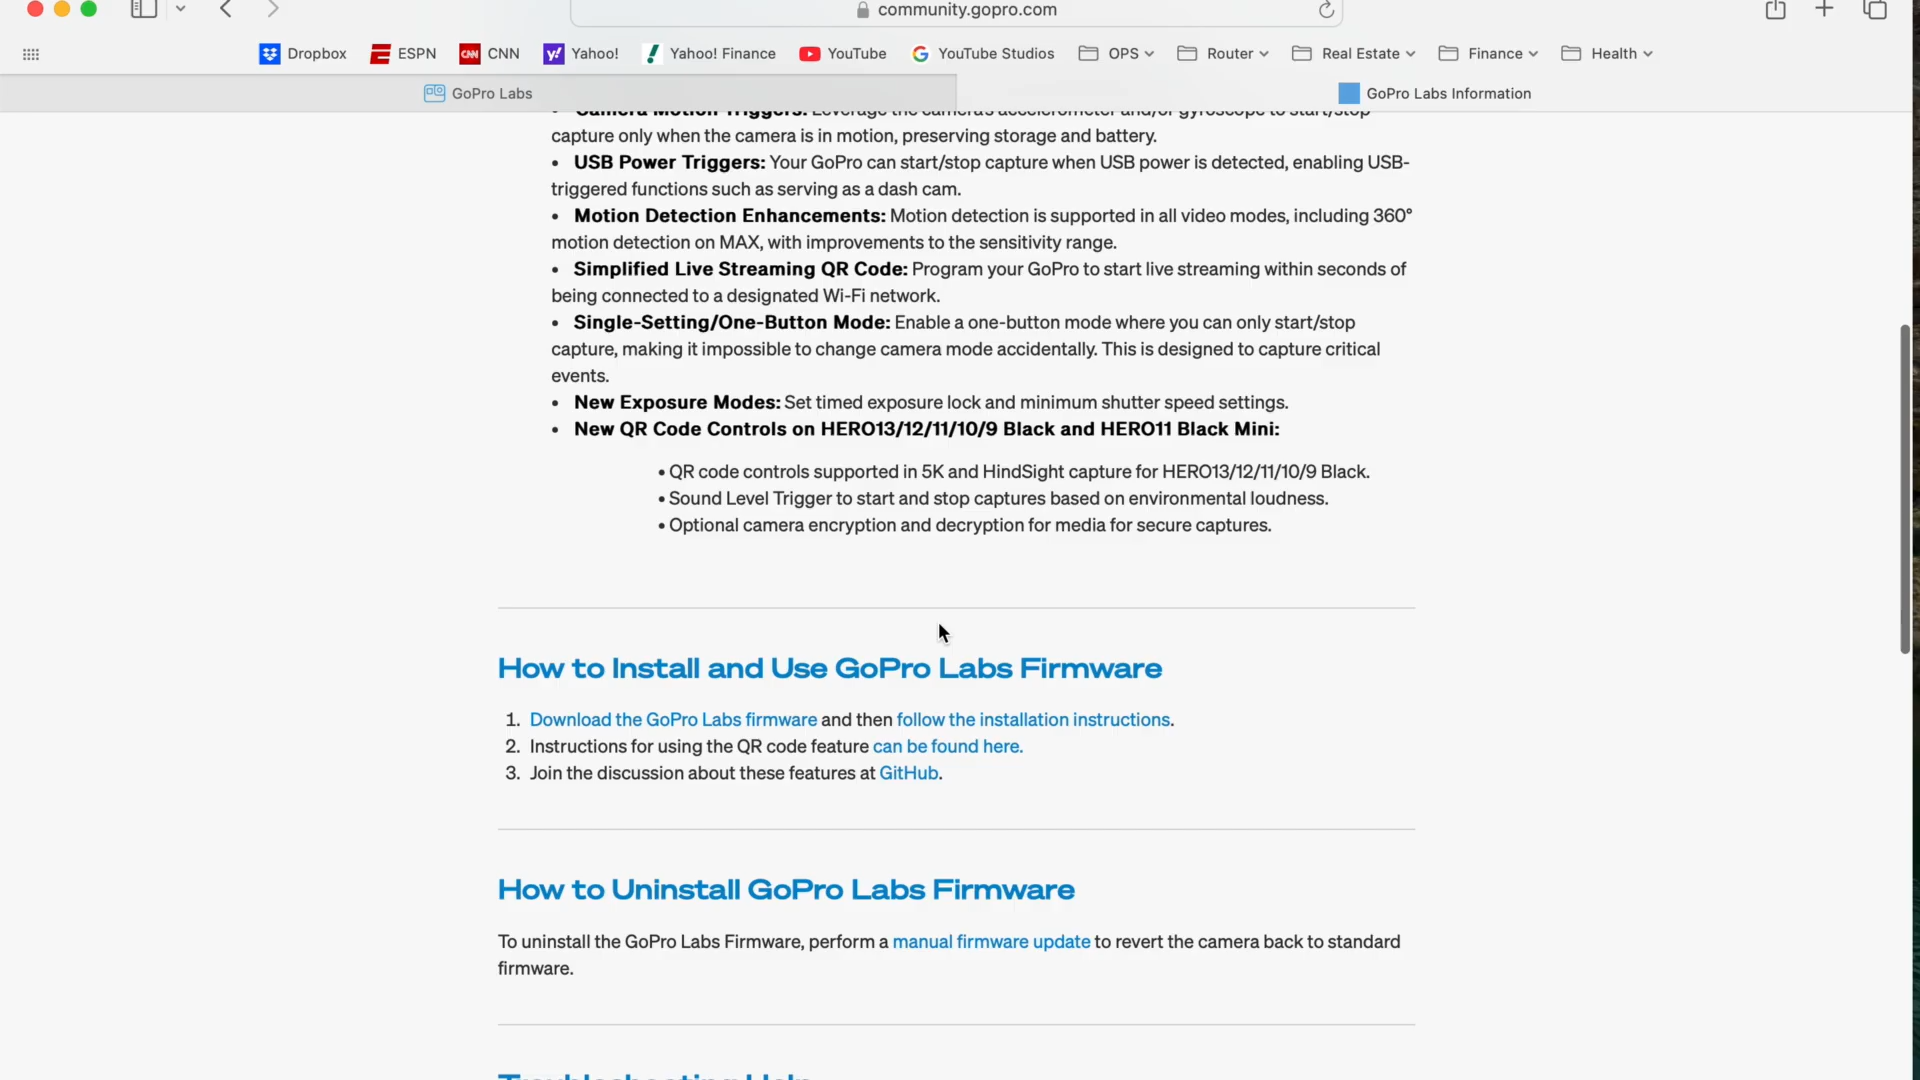 community.gopro.com
Dropbox ESPN CNN Yahoo! Yahoo! Finance YouTube YouTube Studios OPS Router Real Estate Finance Health
GoPro Labs GoPro Labs Information
• Camera Motion Triggers: Leverage the camera's accelerometer and/or gyroscope to start/stop
capture only when the camera is in motion, preserving storage and battery.
• USB Power Triggers: Your GoPro can start/stop capture when USB power is detected, enabling USB-
triggered functions such as serving as a dash cam.
• Motion Detection Enhancements: Motion detection is supported in all video modes, including 360°
motion detection on MAX, with improvements to the sensitivity range.
• Simplified Live Streaming QR Code: Program your GoPro to start live streaming within seconds of
being connected to a designated Wi-Fi network.
• Single-Setting/One-Button Mode: Enable a one-button mode where you can only start/stop
capture, making it impossible to change camera mode accidentally. This is designed to capture critical
events.
• New Exposure Modes: Set timed exposure lock and minimum shutter speed settings.
• New QR Code Controls on HERO13/12/11/10/9 Black and HERO11 Black Mini:
• QR code controls supported in 5K and HindSight capture for HERO13/12/11/10/9 Black.
• Sound Level Trigger to start and stop captures based on environmental loudness.
• Optional camera encryption and decryption for media for secure captures.
How to Install and Use GoPro Labs Firmware
1. Download the GoPro Labs firmware and then follow the installation instructions.
2. Instructions for using the QR code feature can be found here.
3. Join the discussion about these features at GitHub.
How to Uninstall GoPro Labs Firmware
To uninstall the GoPro Labs Firmware, perform a manual firmware update to revert the camera back to standard
firmware.
Troubleshooting Help